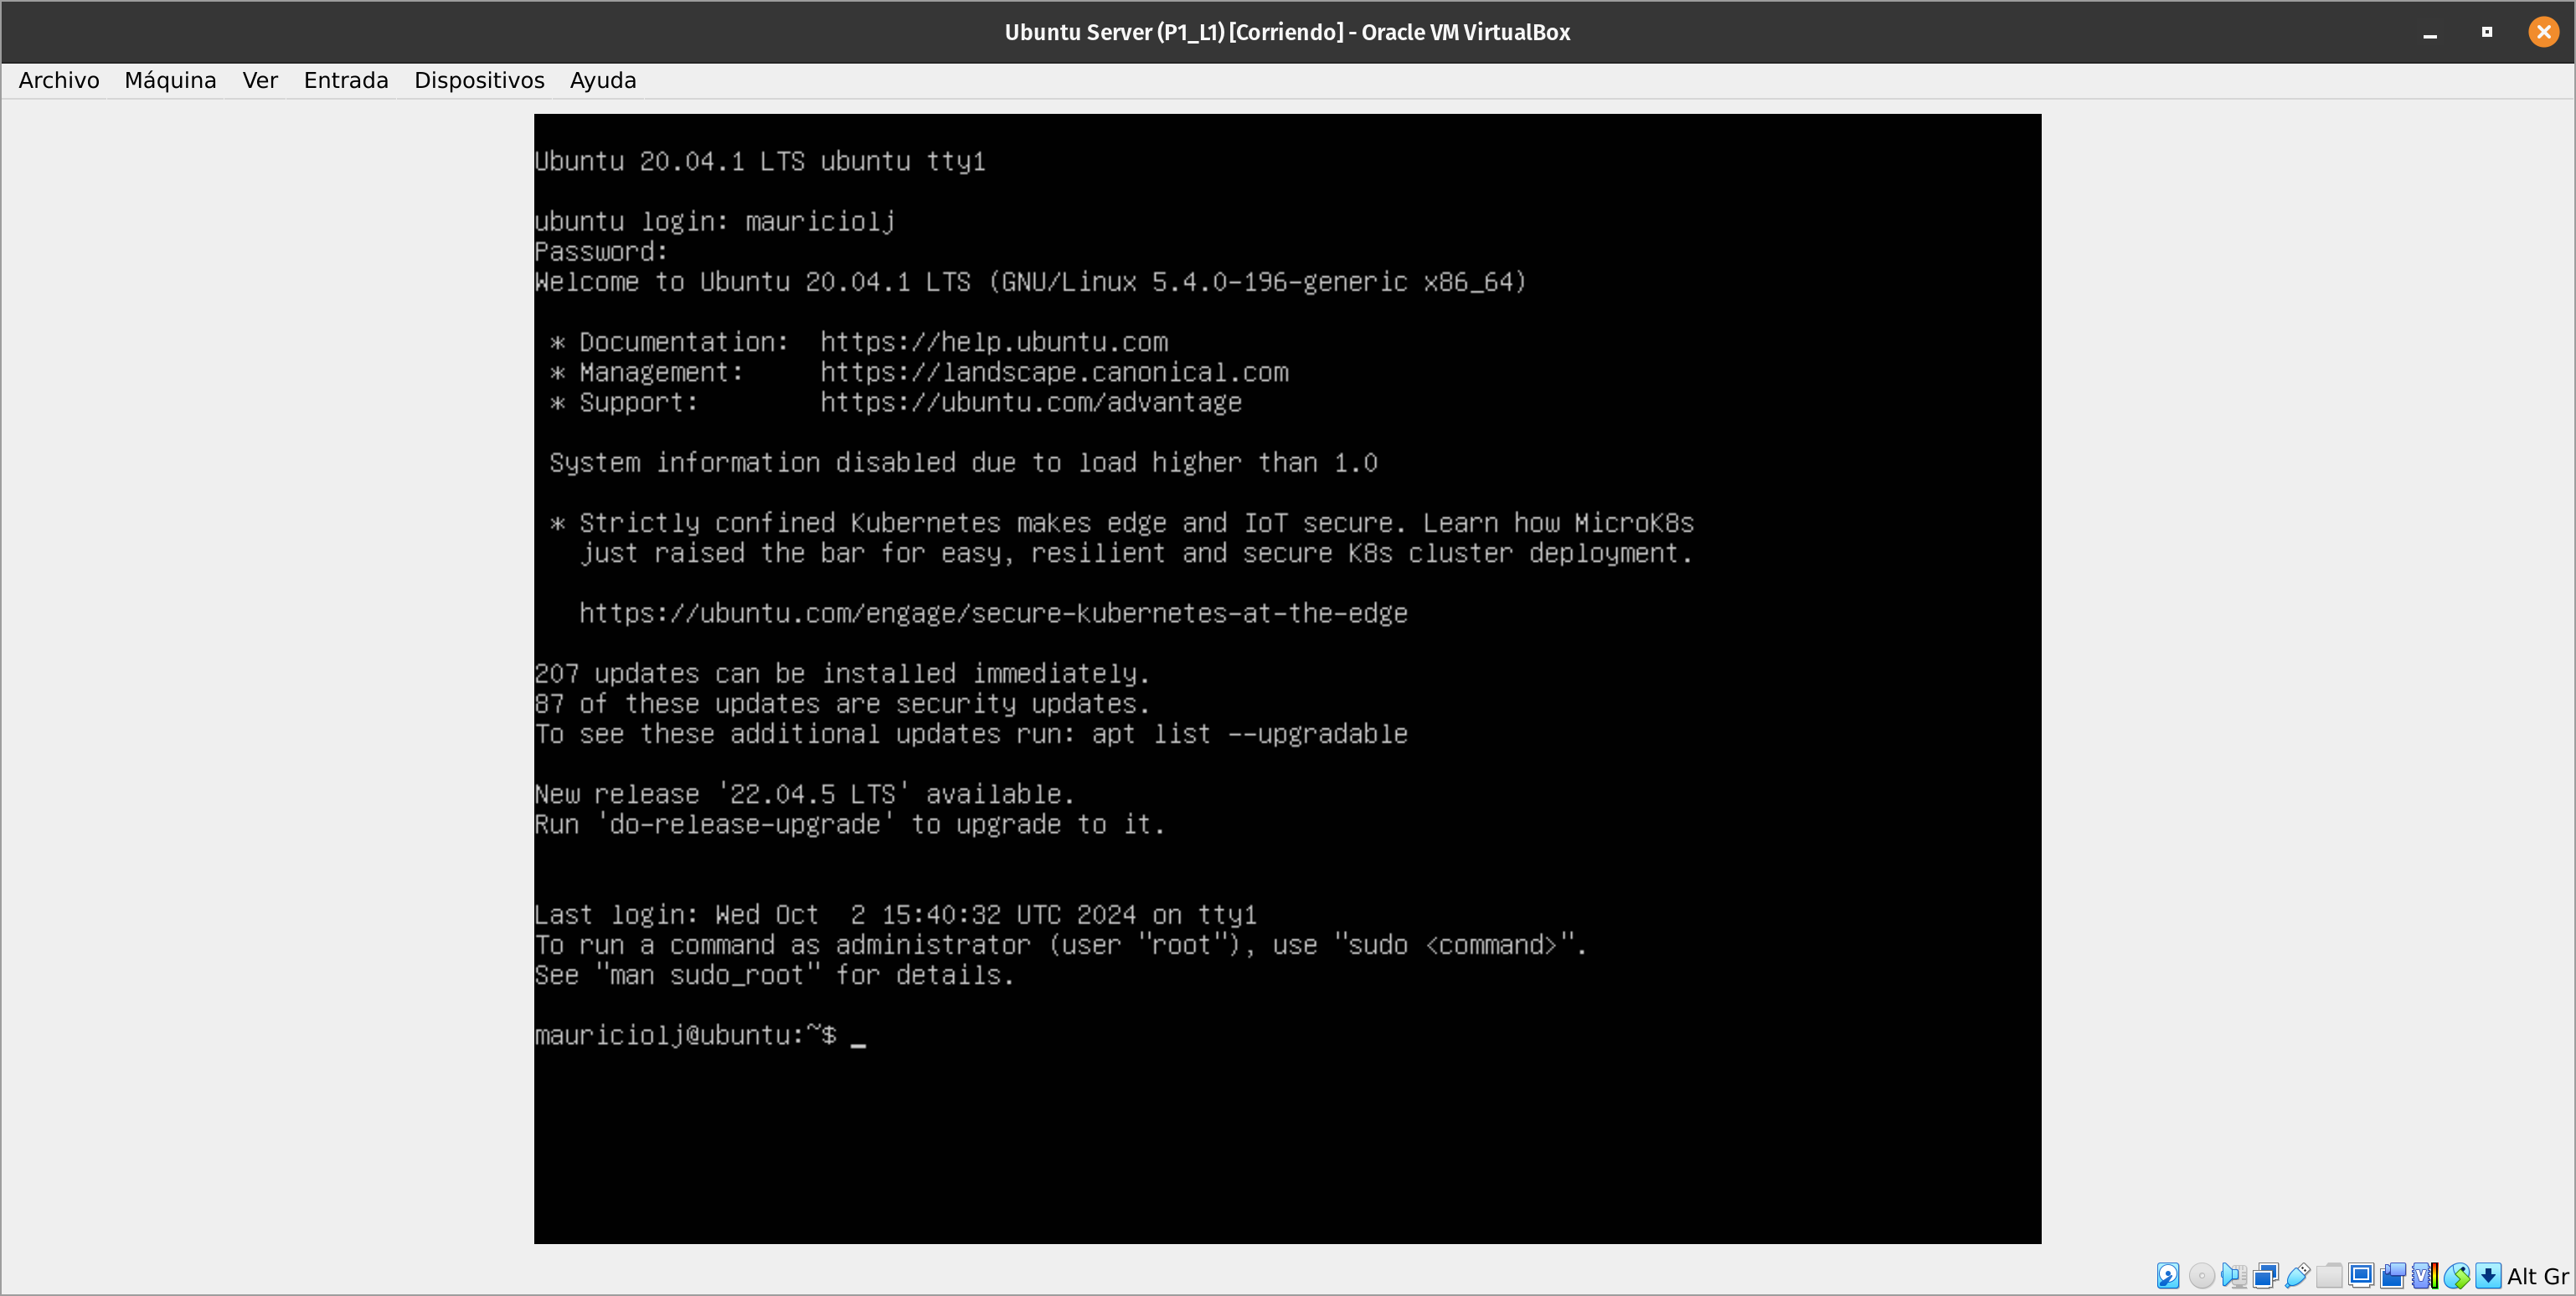 Ubuntu Server (P1_L1) [Corriendo] - Oracle VM VirtualBox
Archivo Máquina Ver Entrada Dispositivos Ayuda
Ubuntu 20.04.1 LTS ubuntu tty1
ubuntu login: mauriciolj
Password:
Welcome to Ubuntu 20.04.1 LTS (GNU/Linux 5.4.0-196-generic x86_64)
* Documentation:  https://help.ubuntu.com
* Management:     https://landscape.canonical.com
* Support:        https://ubuntu.com/advantage
System information disabled due to load higher than 1.0
* Strictly confined Kubernetes makes edge and IoT secure. Learn how MicroK8s
just raised the bar for easy, resilient and secure K8s cluster deployment.
https://ubuntu.com/engage/secure-kubernetes-at-the-edge
207 updates can be installed immediately.
87 of these updates are security updates.
To see these additional updates run: apt list --upgradable
New release '22.04.5 LTS' available.
Run 'do-release-upgrade' to upgrade to it.
Last login: Wed Oct  2 15:40:32 UTC 2024 on tty1
To run a command as administrator (user "root"), use "sudo <command>".
See "man sudo_root" for details.
mauriciolj@ubuntu:~$ _
Alt Gr